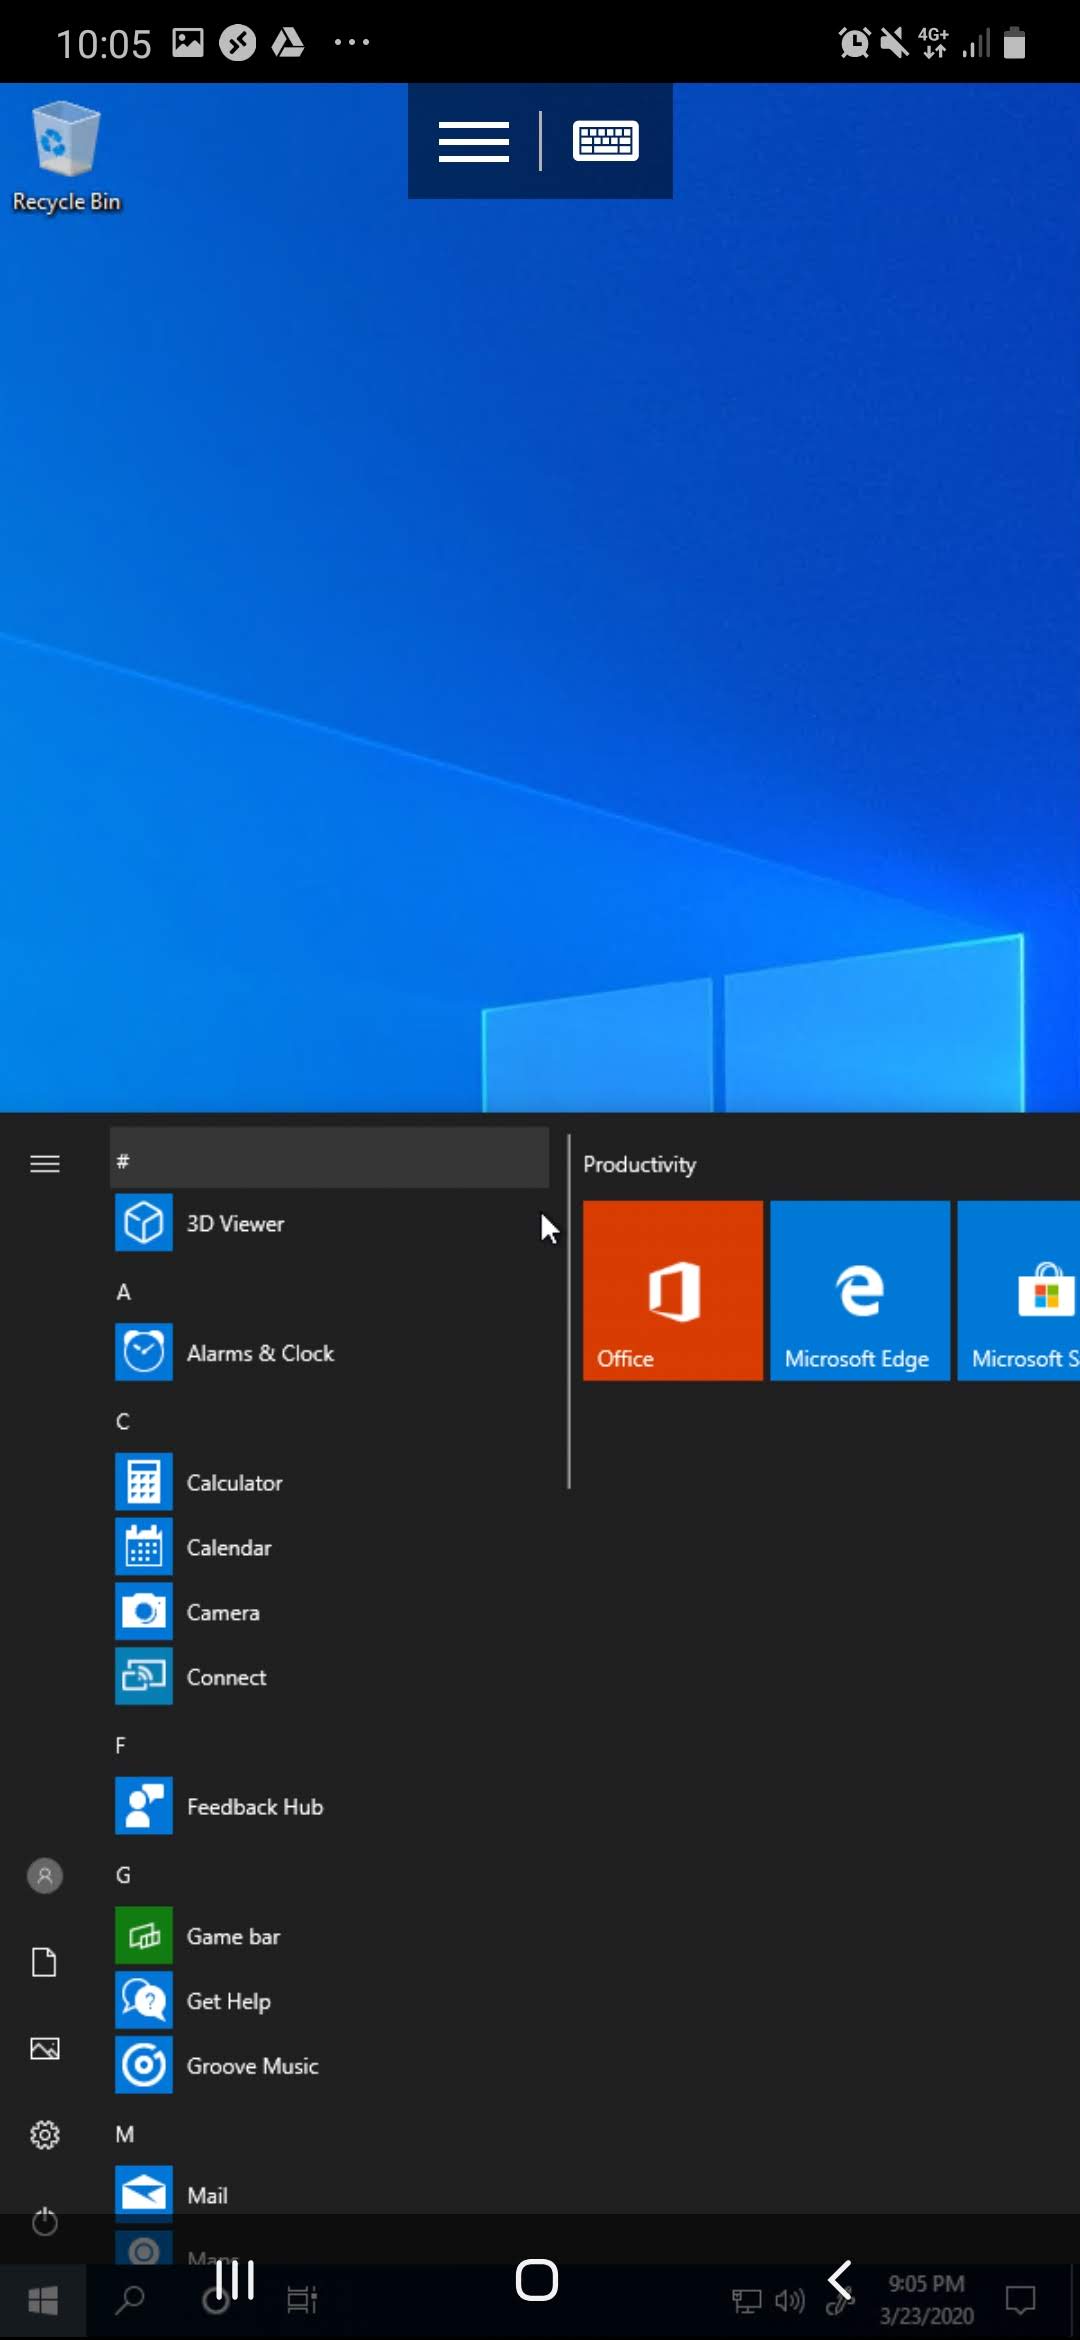 10:05
4G+
Recycle Bin
#
3D Viewer
A
Alarms & Clock
C
Calculator
Calendar
Camera
Connect
F
Feedback Hub
G
Game bar
Get Help
Groove Music
M
Mail
Maps
Productivity
Office
Microsoft Edge
Microsoft S
9:05 PM
3/23/2020